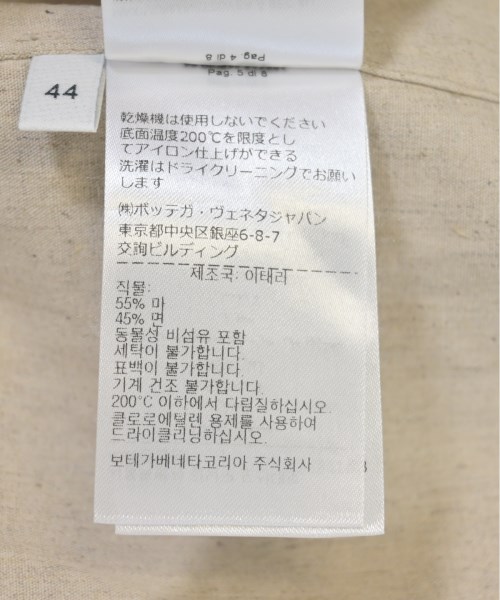 44
Pag. 4 di 8
Pag. 5 di 8
乾燥機は使用しないでください
底面温度200℃を限度とし
てアイロン仕上げができる
洗濯はドライクリーニングでお願い
します
㈱ボッテガ・ヴェネタジャパン
東京都中央区銀座6-8-7
交詢ビルディング
제조국: 이태리
직물:
55% 마
45% 면
동물성 비섬유 포함
세탁이 불가합니다.
표백이 불가합니다.
기계 건조 불가합니다.
200°C 이하에서 다림질하십시오.
클로로에틸렌 용제를 사용하여
드라이클리닝하십시오.
보테가베네타코리아 주식회사